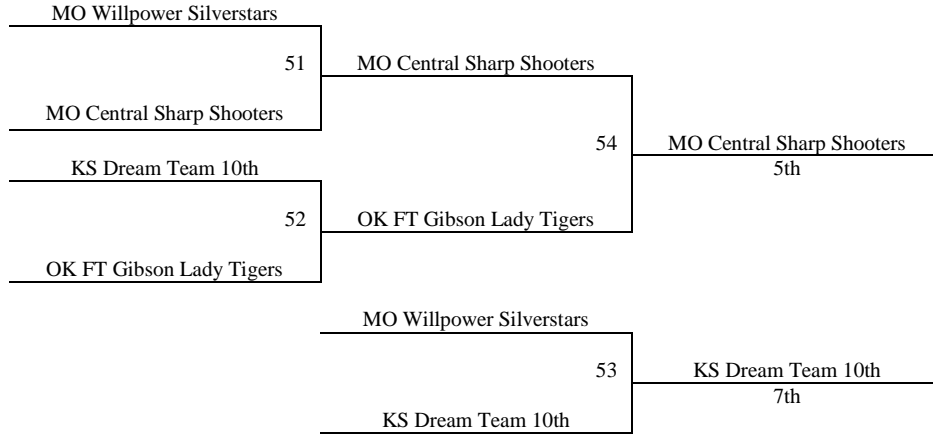 MO Willpower Silverstars
51
MO Central Sharp Shooters
MO Central Sharp Shooters
54
MO Central Sharp Shooters
5th
KS Dream Team 10th
52
OK FT Gibson Lady Tigers
OK FT Gibson Lady Tigers
MO Willpower Silverstars
53
KS Dream Team 10th
7th
KS Dream Team 10th